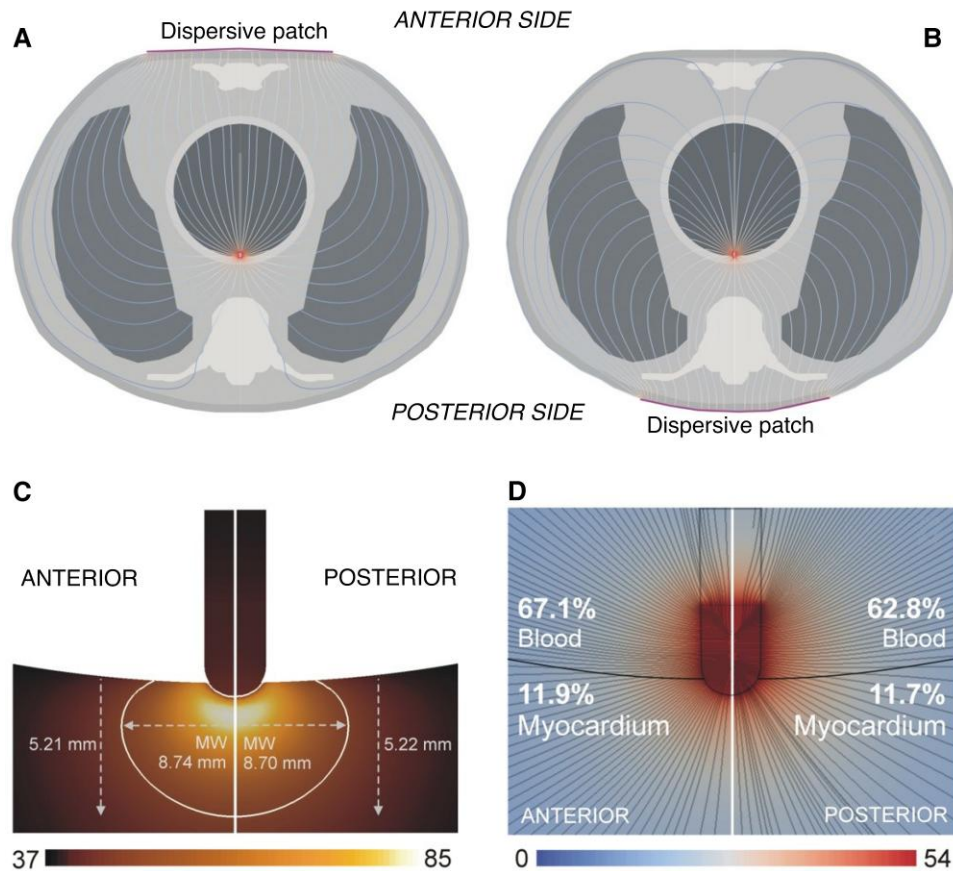 ANTERIOR SIDE
A
Dispersive patch
B
POSTERIOR SIDE
Dispersive patch
C
ANTERIOR
POSTERIOR
5.21 mm
MW
8.74 mm
MW
8.70 mm
5.22 mm
37
85
D
67.1%
Blood
62.8%
Blood
11.9%
Myocardium
11.7%
Myocardium
ANTERIOR
POSTERIOR
0
54